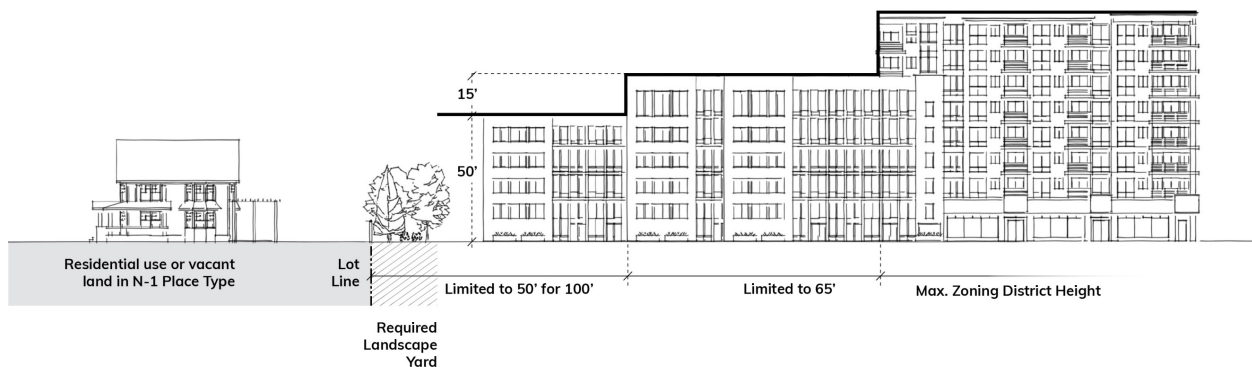 15’
50’
Residential use or vacant
land in N-1 Place Type
Lot
Line
Limited to 50’ for 100’
Limited to 65’
Max. Zoning District Height
Required
Landscape
Yard